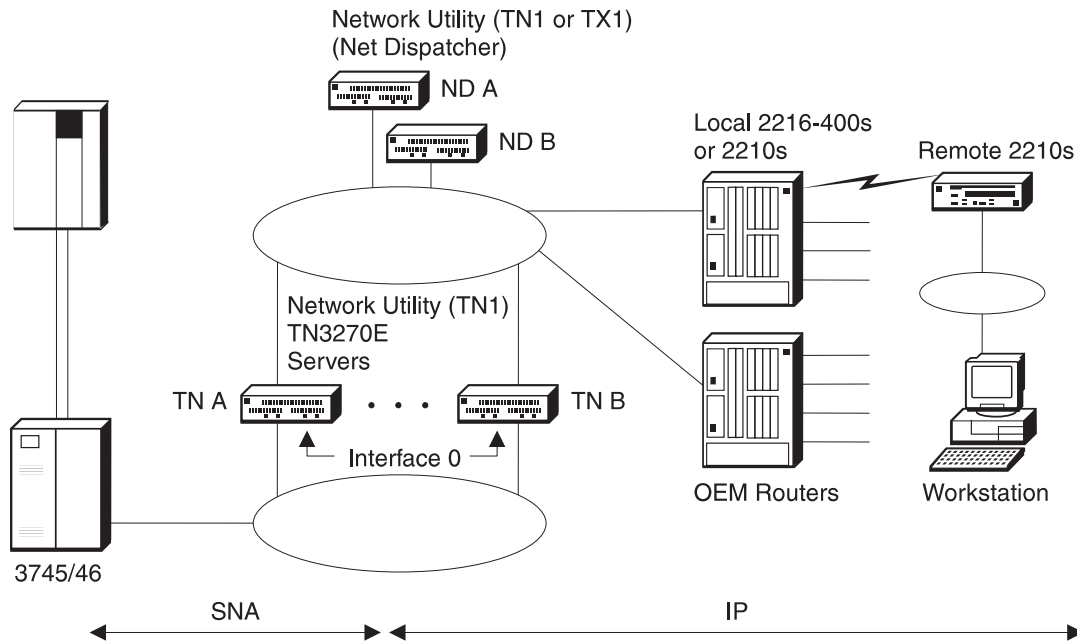 Network Utility (TN1 or TX1)
(Net Dispatcher)
ND A
ND B
Local 2216-400s
or 2210s
Remote 2210s
Network Utility (TN1)
TN3270E
Servers
TN A
. . .
TN B
Interface 0
OEM Routers
Workstation
3745/46
SNA
IP